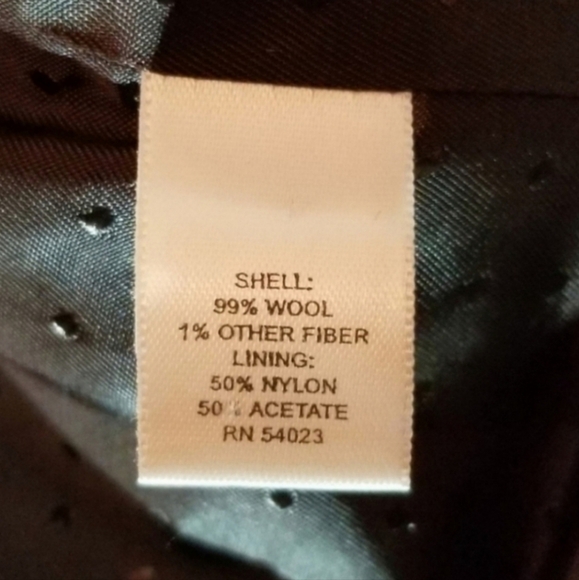 SHELL:
99% WOOL
1% OTHER FIBER
LINING:
50% NYLON
50% ACETATE
RN 54023